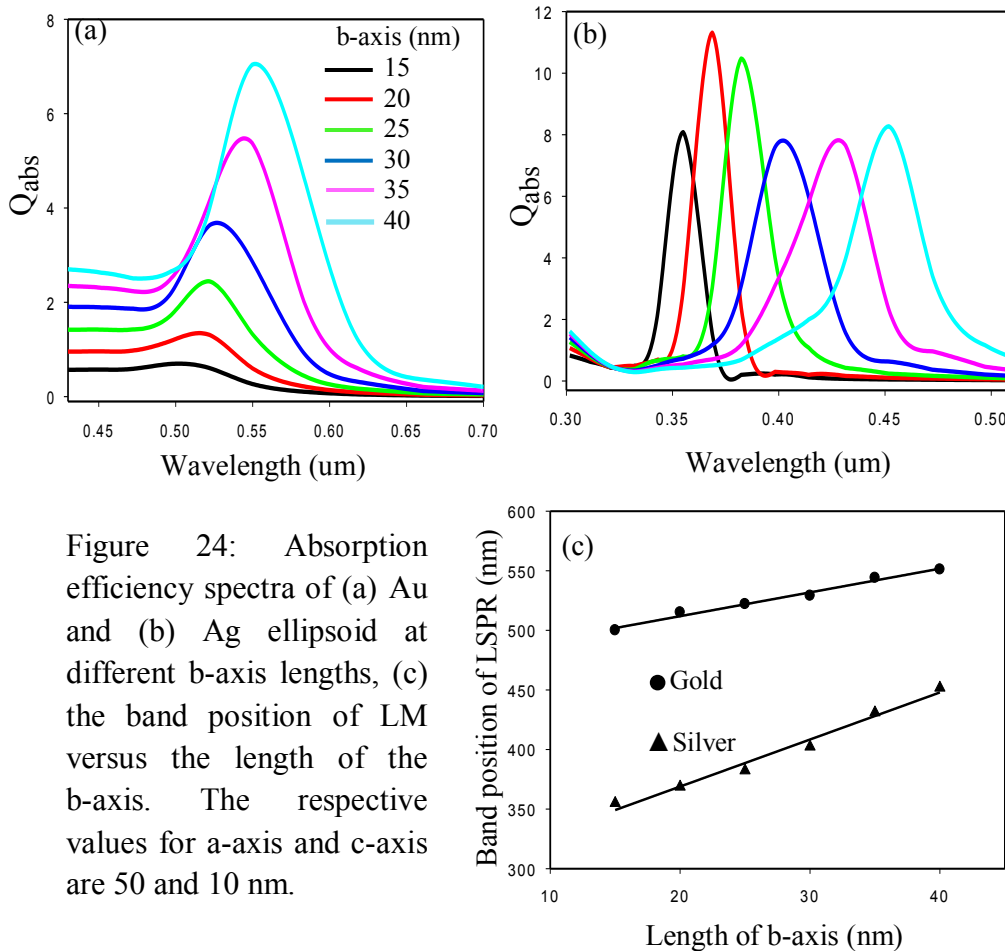 (a)
b-axis (nm)
15
20
25
30
35
40
8
6
4
2
0
Q_abs
0.45 0.50 0.55 0.60 0.65 0.70
Wavelength (um)
(b)
12
10
8
6
4
2
0
Q_abs
0.30 0.35 0.40 0.45 0.50
Wavelength (um)
Figure 24: Absorption
efficiency spectra of (a) Au
and (b) Ag ellipsoid at
different b-axis lengths, (c)
the band position of LM
versus the length of the
b-axis. The respective
values for a-axis and c-axis
are 50 and 10 nm.
(c)
600
550
500
450
400
350
300
Band position of LSPR (nm)
Gold
Silver
10 20 30 40
Length of b-axis (nm)